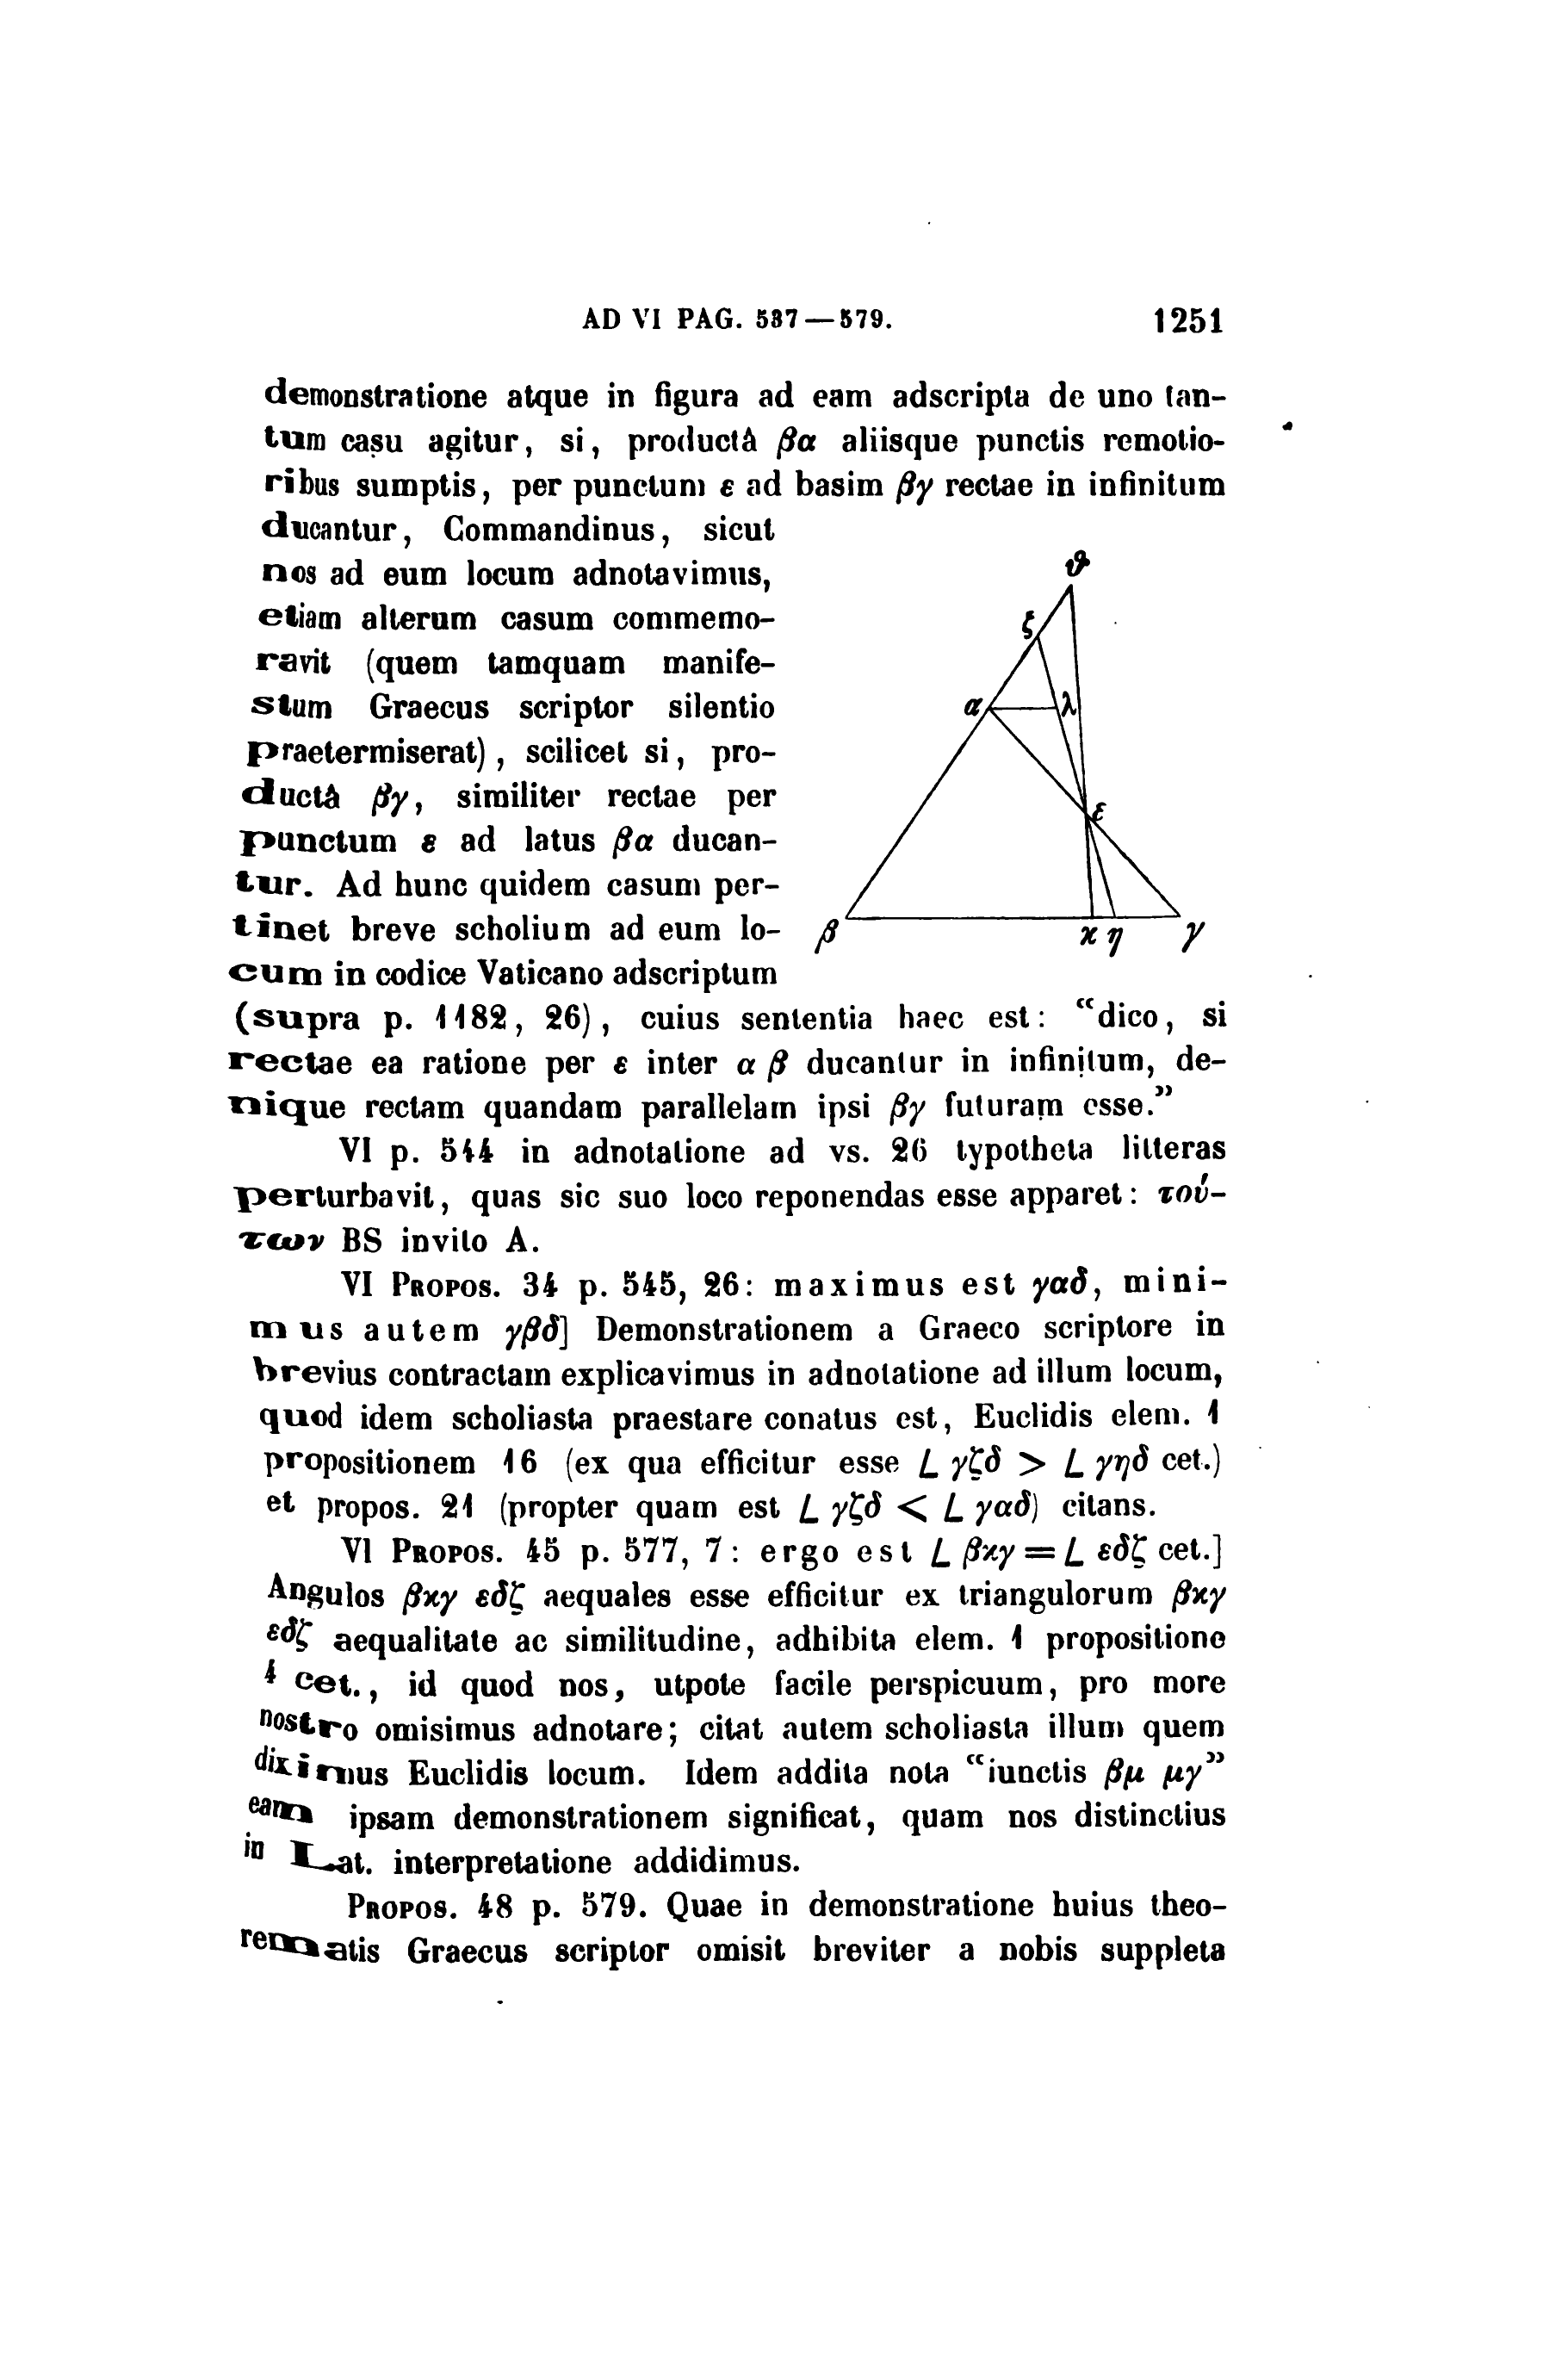 AD VI PAG. 537—579. 1251
demonstratione atque in figura ad eam adscripta de uno tan-
tum casu agitur, si, productâ βα aliisque punctis remotio-
ribus sumptis, per punctum ε ad basim βγ rectae in infinitum
ducantur, Commandinus, sicut
nos ad eum locum adnotavimus,
etiam alterum casum commemo-
ravit (quem tamquam manife-
stum Graecus scriptor silentio
praetermiserat), scilicet si, pro-
ductâ βγ, similiter rectae per
punctum ε ad latus βα ducan-
tur. Ad hunc quidem casum per-
tinet breve scholium ad eum lo-
cum in codice Vaticano adscriptum
ϑ
ζ
α λ
ε
β κ η γ
(supra p. 1182, 26), cuius sententia haec est: “dico, si
rectae ea ratione per ε inter α β ducantur in infinitum, de-
nique rectam quandam parallelam ipsi βγ futuram esse.”
VI p. 544 in adnotatione ad vs. 26 typotheta litteras
perturbavit, quas sic suo loco reponendas esse apparet: τού-
των BS invito A.
VI PROPOS. 34 p. 545, 26: maximus est γαδ, mini-
mus autem γβδ] Demonstrationem a Graeco scriptore in
brevius contractam explicavimus in adnotatione ad illum locum,
quod idem scholiasta praestare conatus est, Euclidis elem. 1
propositionem 16 (ex qua efficitur esse L γζδ > L γηδ cet.)
et propos. 21 (propter quam est L γζδ < L γαδ) citans.
VI PROPOS. 45 p. 577, 7: ergo est L βκγ = L εδζ cet.]
Angulos βκγ εδζ aequales esse efficitur ex triangulorum βκγ
εδζ aequalitate ac similitudine, adhibita elem. 1 propositione
4 cet., id quod nos, utpote facile perspicuum, pro more
nostro omisimus adnotare; citat autem scholiasta illum quem
diximus Euclidis locum. Idem addita nota “iunctis βμ μγ”
eam ipsam demonstrationem significat, quam nos distinctius
in Lat. interpretatione addidimus.
PROPOS. 48 p. 579. Quae in demonstratione huius theo-
rematis Graecus scriptor omisit breviter a nobis suppleta